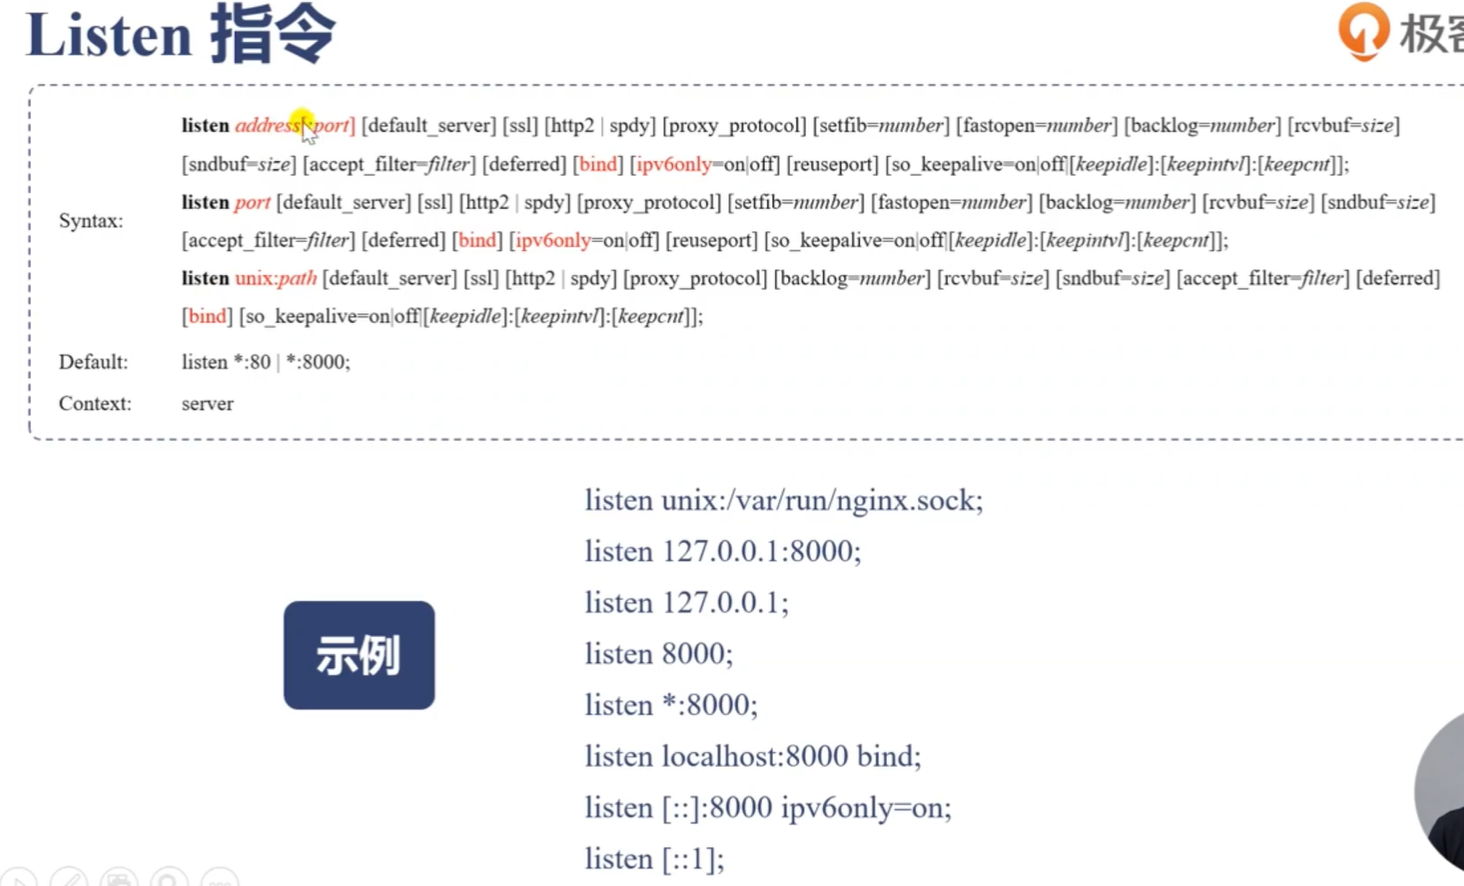 Listen 指令
极客
listen address[:port] [default_server] [ssl] [http2 | spdy] [proxy_protocol] [setfib=number] [fastopen=number] [backlog=number] [rcvbuf=size]
[sndbuf=size] [accept_filter=filter] [deferred] [bind] [ipv6only=on|off] [reuseport] [so_keepalive=on|off|[keepidle]:[keepintvl]:[keepcnt]];
Syntax:
listen port [default_server] [ssl] [http2 | spdy] [proxy_protocol] [setfib=number] [fastopen=number] [backlog=number] [rcvbuf=size] [sndbuf=size]
[accept_filter=filter] [deferred] [bind] [ipv6only=on|off] [reuseport] [so_keepalive=on|off|[keepidle]:[keepintvl]:[keepcnt]];
listen unix:path [default_server] [ssl] [http2 | spdy] [proxy_protocol] [backlog=number] [rcvbuf=size] [sndbuf=size] [accept_filter=filter] [deferred]
[bind] [so_keepalive=on|off|[keepidle]:[keepintvl]:[keepcnt]];
Default: listen *:80 | *:8000;
Context: server
示例
listen unix:/var/run/nginx.sock;
listen 127.0.0.1:8000;
listen 127.0.0.1;
listen 8000;
listen *:8000;
listen localhost:8000 bind;
listen [::]:8000 ipv6only=on;
listen [::1];